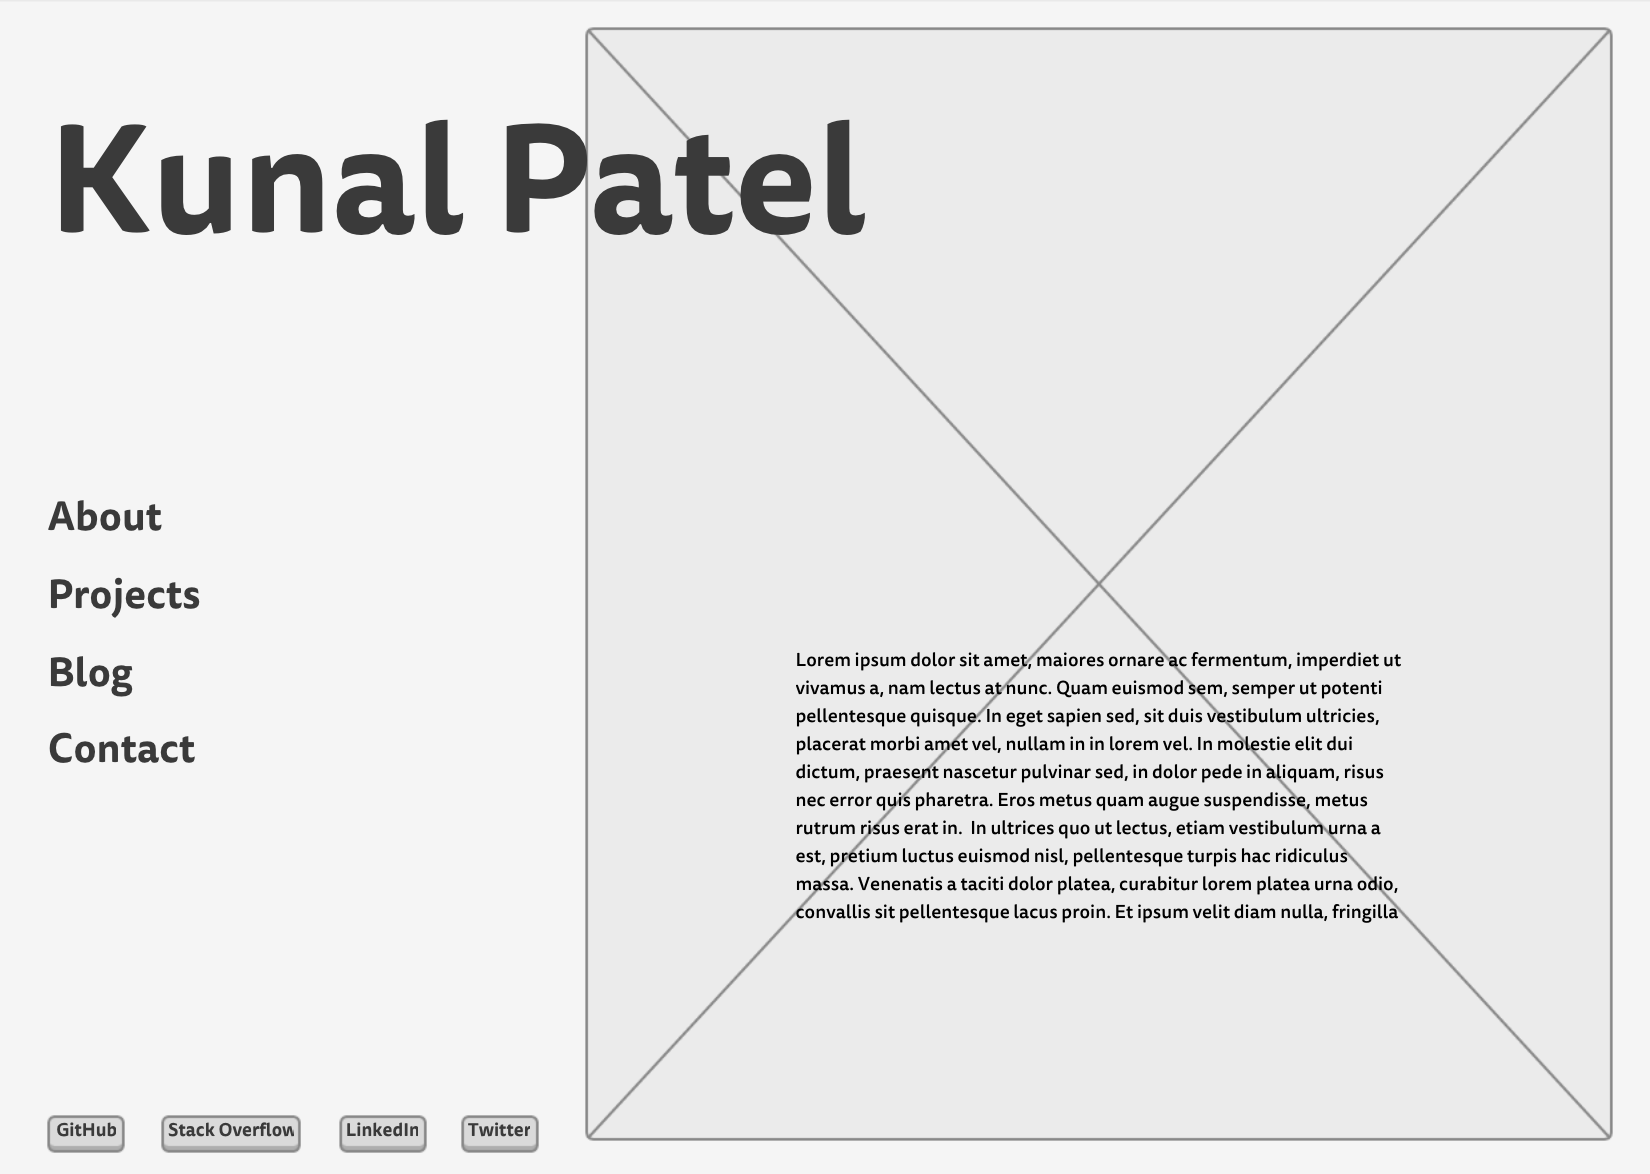 Kunal Patel
About
Projects
Blog
Contact
Lorem ipsum dolor sit amet, maiores ornare ac fermentum, imperdiet ut
vivamus a, nam lectus at nunc. Quam euismod sem, semper ut potenti
pellentesque quisque. In eget sapien sed, sit duis vestibulum ultricies,
placerat morbi amet vel, nullam in in lorem vel. In molestie elit dui
dictum, praesent nascetur pulvinar sed, in dolor pede in aliquam, risus
nec error quis pharetra. Eros metus quam augue suspendisse, metus
rutrum risus erat in.  In ultrices quo ut lectus, etiam vestibulum urna a
est, pretium luctus euismod nisl, pellentesque turpis hac ridiculus
massa. Venenatis a taciti dolor platea, curabitur lorem platea urna odio,
convallis sit pellentesque lacus proin. Et ipsum velit diam nulla, fringilla
GitHub Stack Overflow LinkedIn Twitter